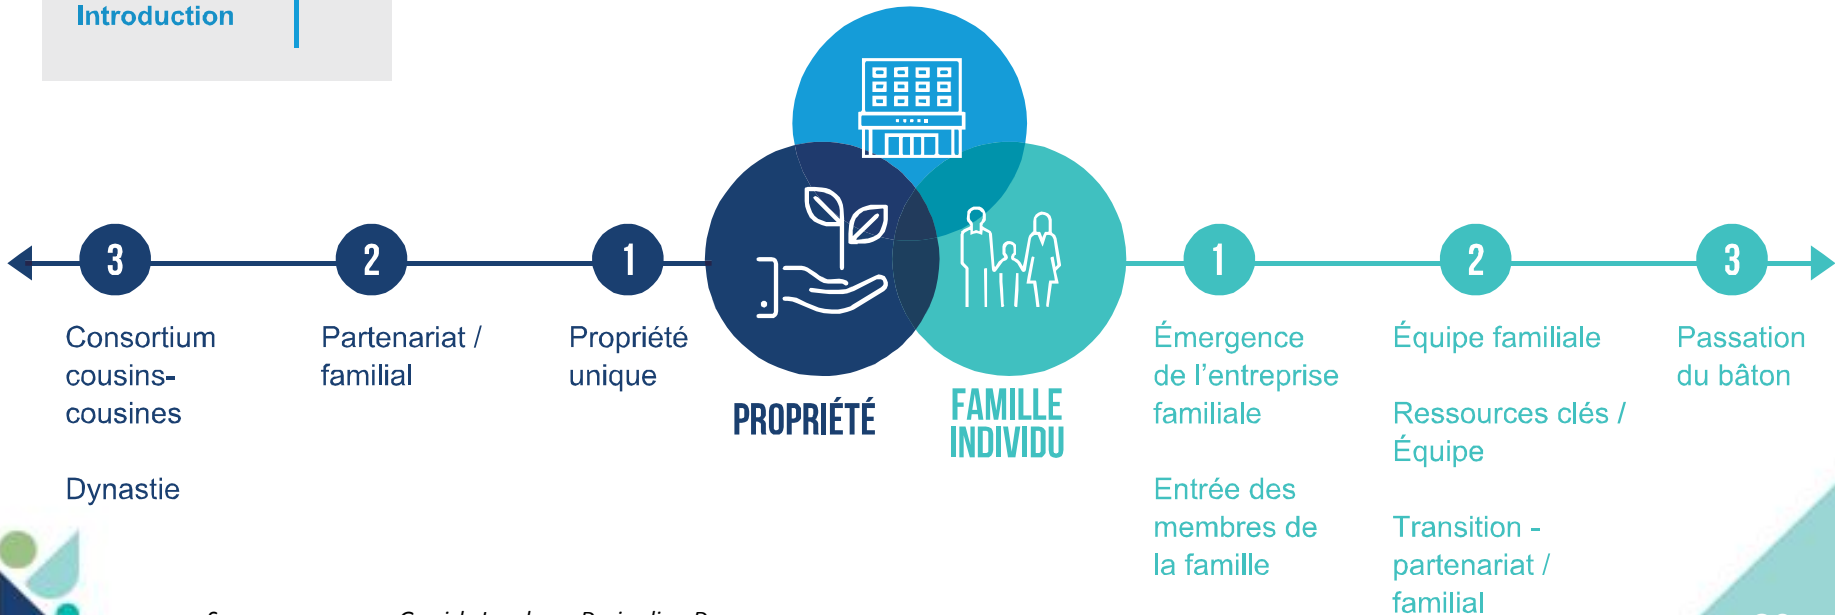 Introduction
3
2
1
1
2
3
Consortium
cousins-
cousines
Dynastie
Partenariat /
familial
Propriété
unique
PROPRIÉTÉ
FAMILLE
INDIVIDU
Émergence
de l’entreprise
familiale
Entrée des
membres de
la famille
Équipe familiale
Ressources clés /
Équipe
Transition -
partenariat /
familial
Passation
du bâton